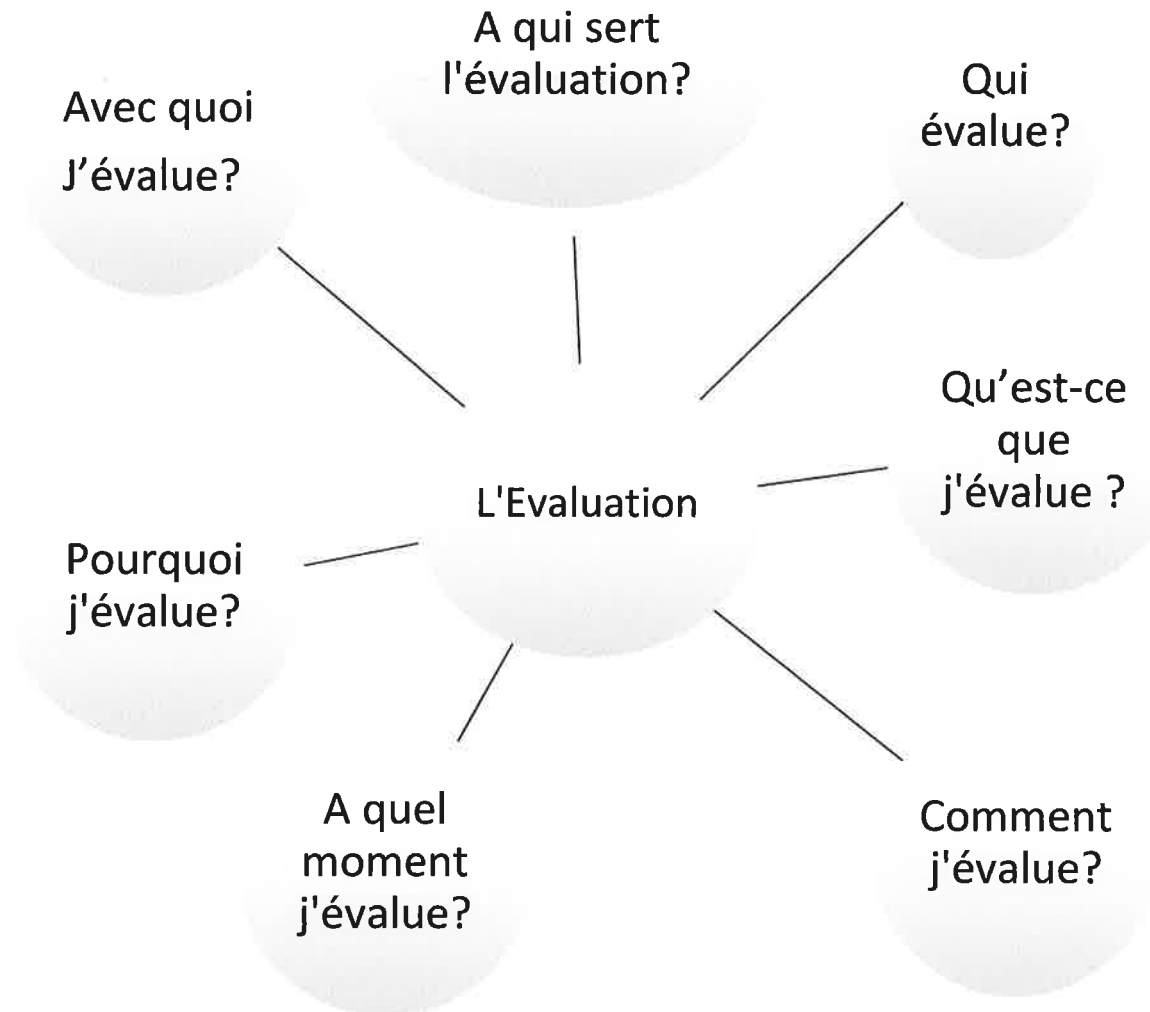 A qui sert
l'évaluation?
Avec quoi
J’évalue?
Qui
évalue?
Qu’est-ce
que
j'évalue ?
L'Evaluation
Pourquoi
j'évalue?
A quel
moment
j'évalue?
Comment
j'évalue?